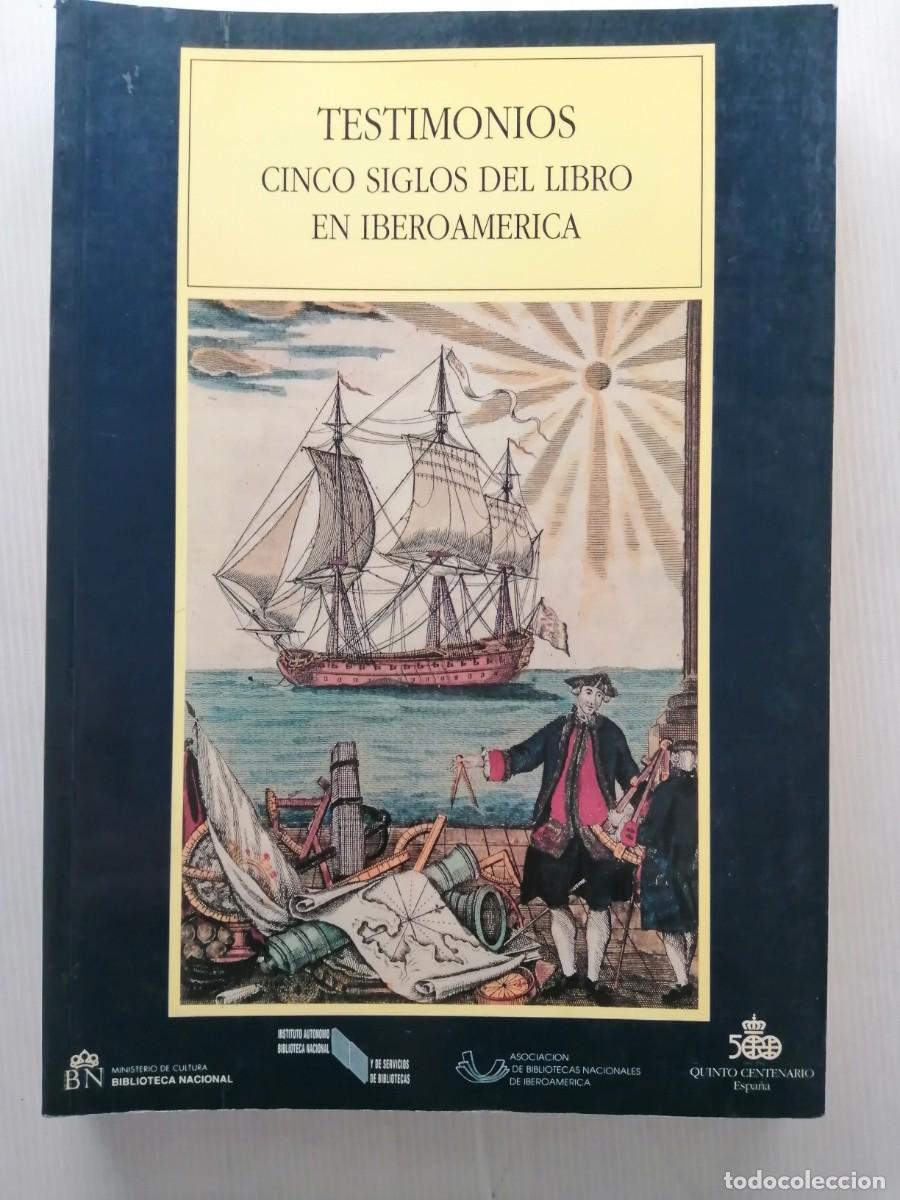 TESTIMONIOS
CINCO SIGLOS DEL LIBRO
EN IBEROAMERICA
BN
MINISTERIO DE CULTURA
BIBLIOTECA NACIONAL
INSTITUTO AUTONOMO
BIBLIOTECA NACIONAL
Y DE SERVICIOS
DE BIBLIOTECAS
ASOCIACION
DE BIBLIOTECAS NACIONALES
DE IBEROAMERICA
500
QUINTO CENTENARIO
España
todocoleccion